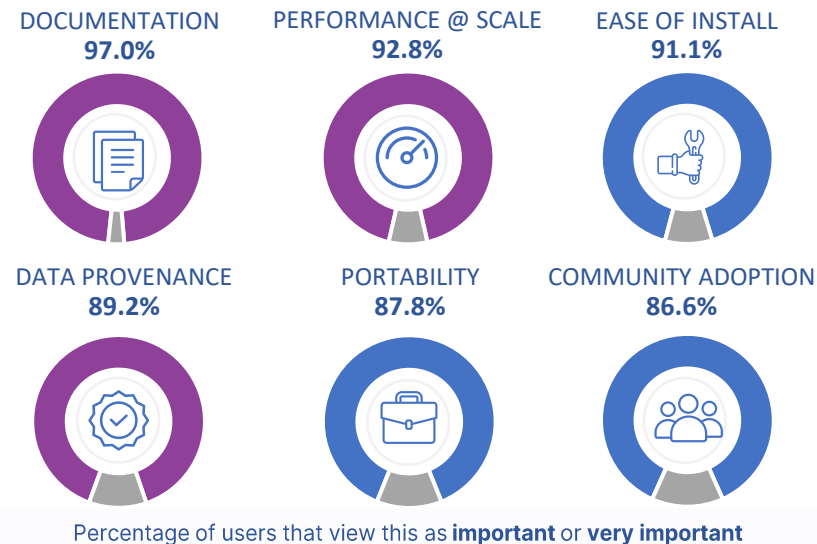 DOCUMENTATION
97.0%
PERFORMANCE @ SCALE
92.8%
EASE OF INSTALL
91.1%
DATA PROVENANCE
89.2%
PORTABILITY
87.8%
COMMUNITY ADOPTION
86.6%
Percentage of users that view this as important or very important